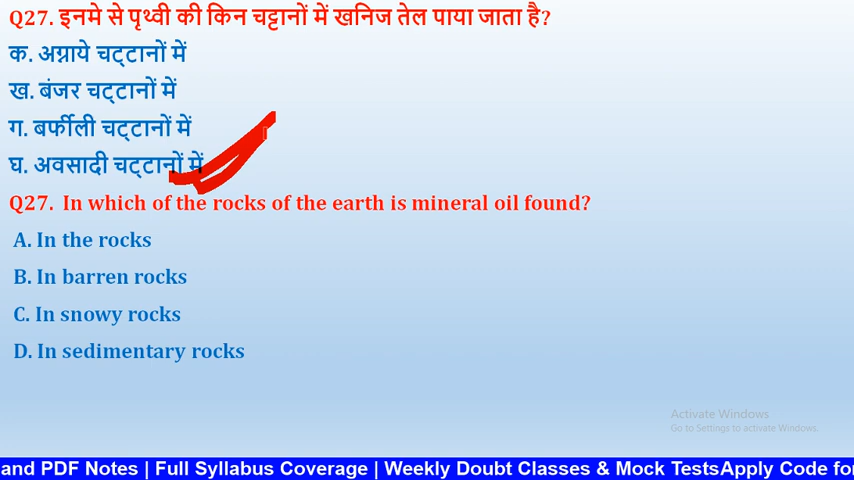 Q27. इनमे से पृथ्वी की किन चट्टानों में खनिज तेल पाया जाता है?
क. अग्नाये चट्टानों में
ख. बंजर चट्टानों में
ग. बर्फीली चट्टानों में
घ. अवसादी चट्टानों में
Q27. In which of the rocks of the earth is mineral oil found?
A. In the rocks
B. In barren rocks
C. In snowy rocks
D. In sedimentary rocks
Activate Windows
Go to Settings to activate Windows.
and PDF Notes | Full Syllabus Coverage | Weekly Doubt Classes & Mock TestsApply Code for